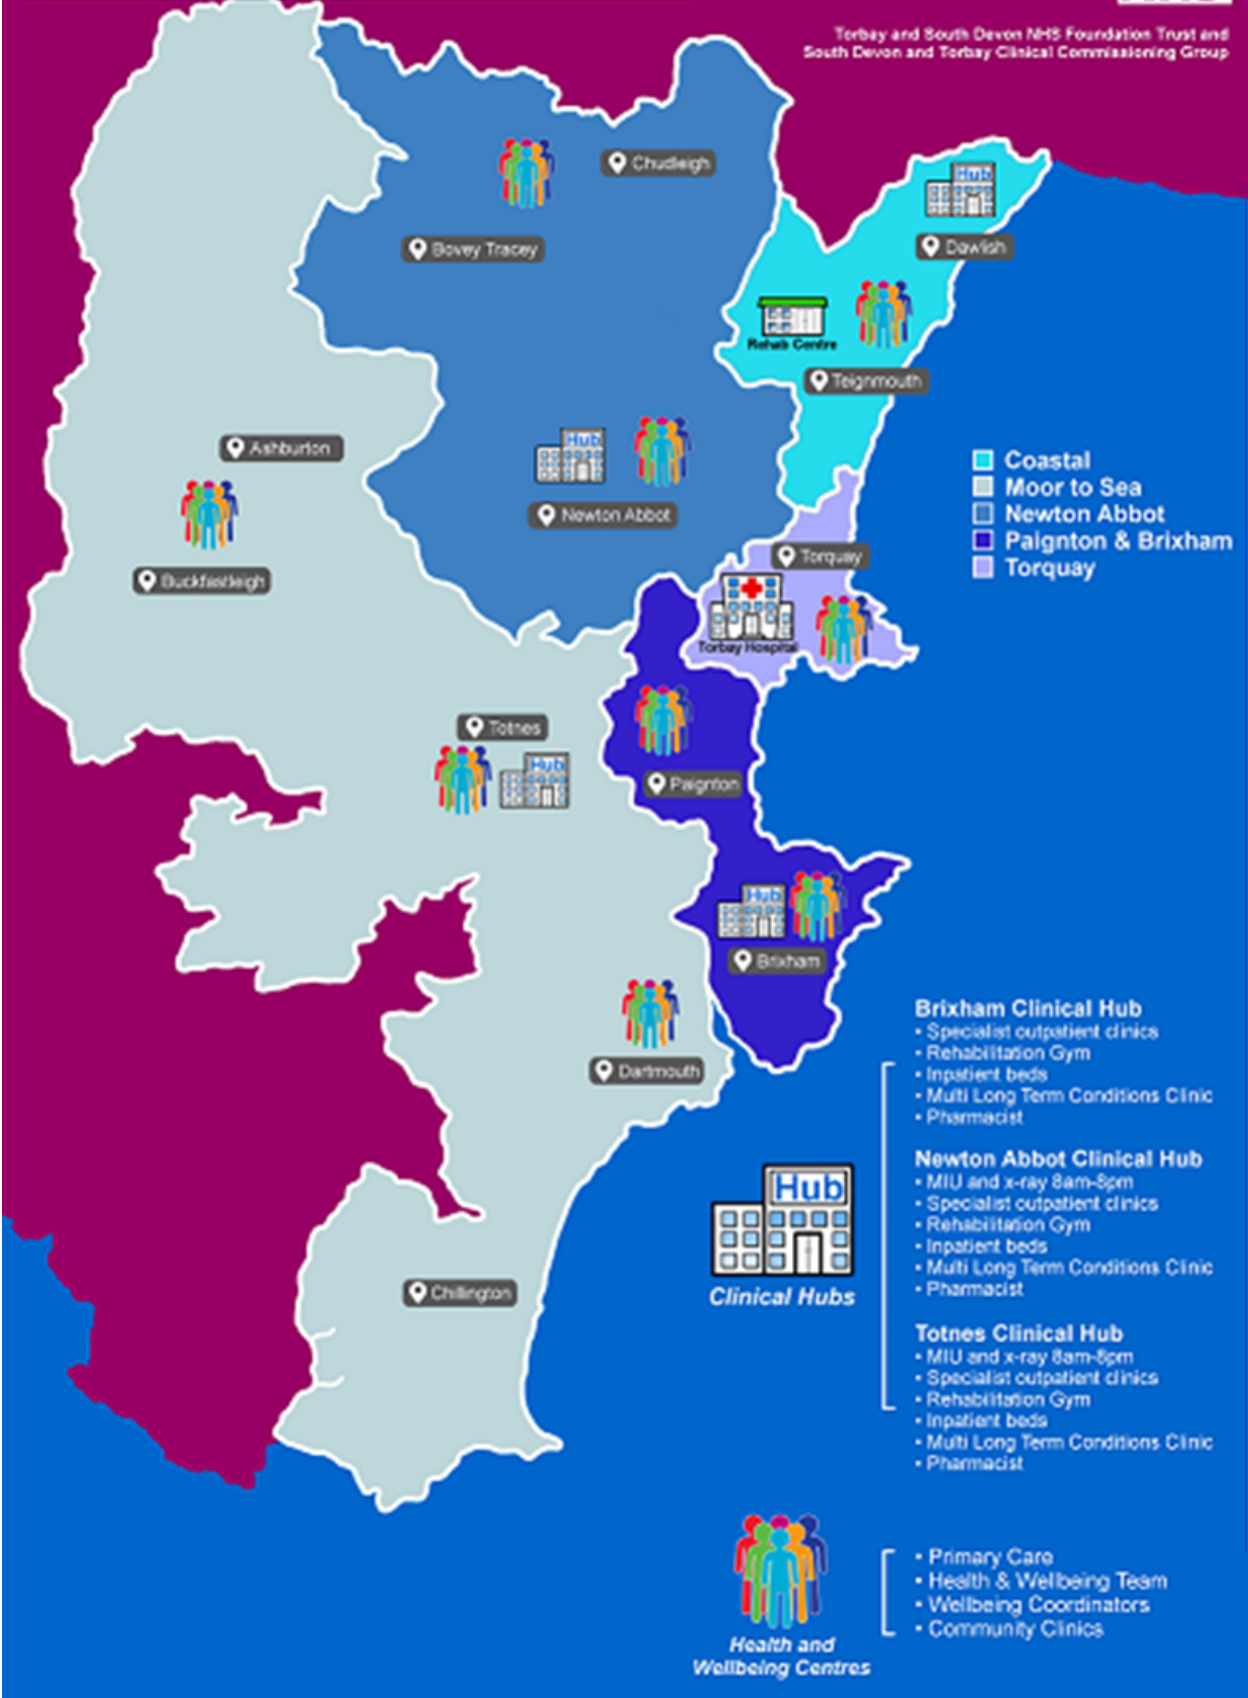 Torbay and South Devon NHS Foundation Trust and
South Devon and Torbay Clinical Commissioning Group
Hub
Chudleigh
Dawlish
Bovey Tracey
Rehab Centre
Teignmouth
Hub
Ashburton
Newton Abbot
Coastal
Moor to Sea
Newton Abbot
Paignton & Brixham
Torquay
Torquay
Buckfastleigh
Torbay Hospital
Totnes
Hub
Paignton
Hub
Brixham
Dartmouth
Chillington
Brixham Clinical Hub
• Specialist outpatient clinics
• Rehabilitation Gym
• Inpatient beds
• Multi Long Term Conditions Clinic
• Pharmacist
Newton Abbot Clinical Hub
• MIU and x-ray 8am-8pm
• Specialist outpatient clinics
• Rehabilitation Gym
• Inpatient beds
• Multi Long Term Conditions Clinic
• Pharmacist
Hub
Clinical Hubs
Totnes Clinical Hub
• MIU and x-ray 8am-8pm
• Specialist outpatient clinics
• Rehabilitation Gym
• Inpatient beds
• Multi Long Term Conditions Clinic
• Pharmacist
Health and
Wellbeing Centres
• Primary Care
• Health & Wellbeing Team
• Wellbeing Coordinators
• Community Clinics